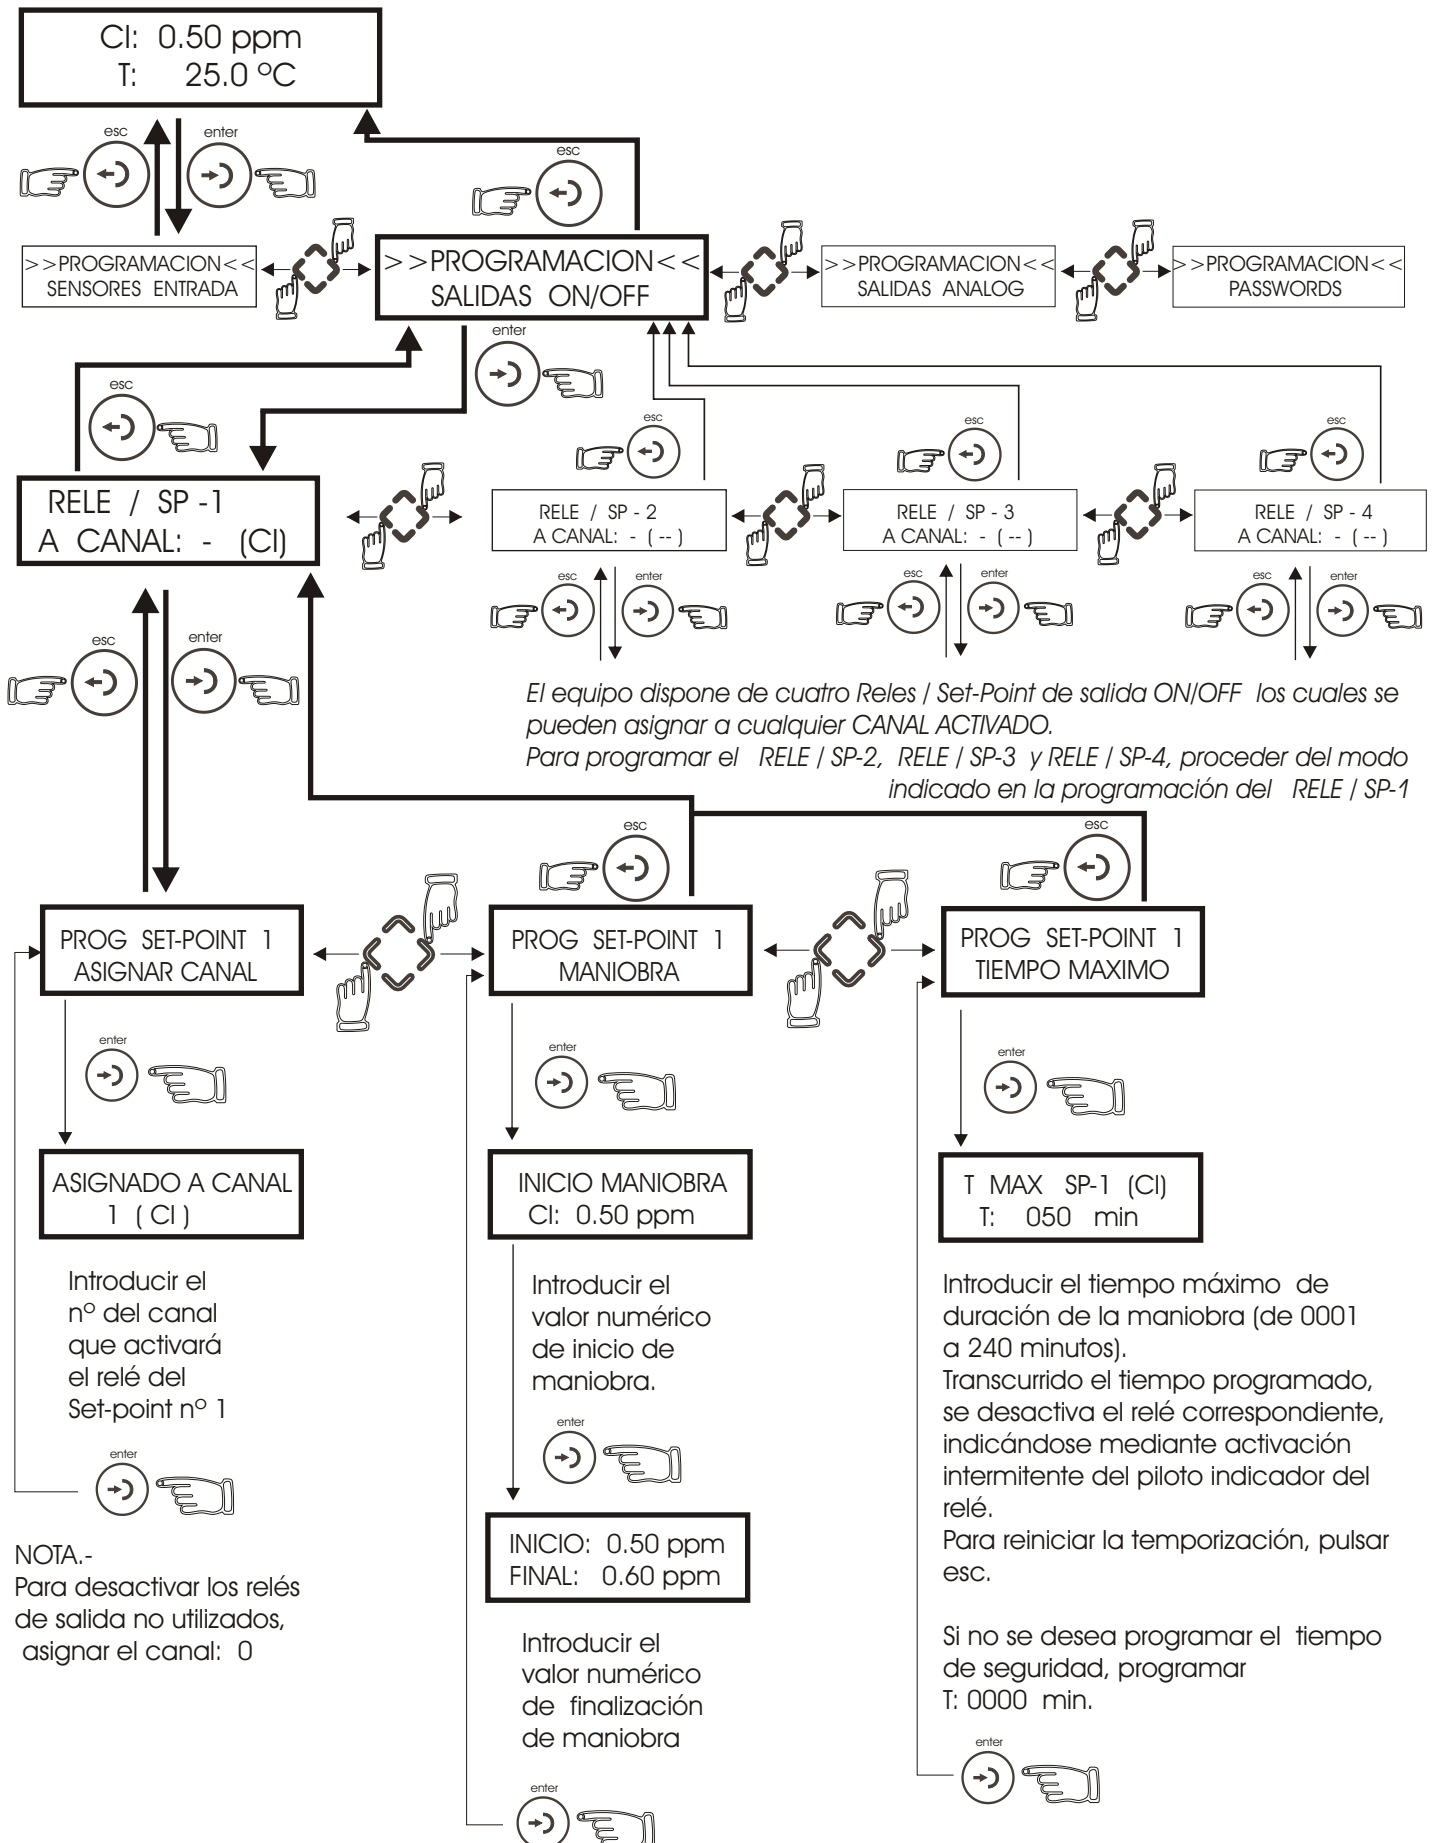 Cl: 0.50 ppm
T: 25.0 ºC
esc
enter
esc
>>PROGRAMACION<<
SENSORES ENTRADA
>>PROGRAMACION<<
SALIDAS ON/OFF
>>PROGRAMACION<<
SALIDAS ANALOG
>>PROGRAMACION<<
PASSWORDS
enter
esc
esc
esc
esc
RELE / SP -1
A CANAL: - (Cl)
RELE / SP - 2
A CANAL: - ( -- )
RELE / SP - 3
A CANAL: - ( -- )
RELE / SP - 4
A CANAL: - ( -- )
esc
enter
esc
enter
esc
enter
esc
enter
El equipo dispone de cuatro Reles / Set-Point de salida ON/OFF los cuales se
pueden asignar a cualquier CANAL ACTIVADO.
Para programar el RELE / SP-2, RELE / SP-3 y RELE / SP-4, proceder del modo
indicado en la programación del RELE / SP-1
esc
esc
PROG SET-POINT 1
ASIGNAR CANAL
PROG SET-POINT 1
MANIOBRA
PROG SET-POINT 1
TIEMPO MAXIMO
enter
enter
enter
ASIGNADO A CANAL
1 ( Cl )
INICIO MANIOBRA
Cl: 0.50 ppm
T MAX SP-1 (Cl)
T: 050 min
Introducir el
nº del canal
que activará
el relé del
Set-point nº 1
enter
NOTA.-
Para desactivar los relés
de salida no utilizados,
asignar el canal: 0
Introducir el
valor numérico
de inicio de
maniobra.
enter
INICIO: 0.50 ppm
FINAL: 0.60 ppm
Introducir el
valor numérico
de finalización
de maniobra
enter
Introducir el tiempo máximo de
duración de la maniobra (de 0001
a 240 minutos).
Transcurrido el tiempo programado,
se desactiva el relé correspondiente,
indicándose mediante activación
intermitente del piloto indicador del
relé.
Para reiniciar la temporización, pulsar
esc.
Si no se desea programar el tiempo
de seguridad, programar
T: 0000 min.
enter